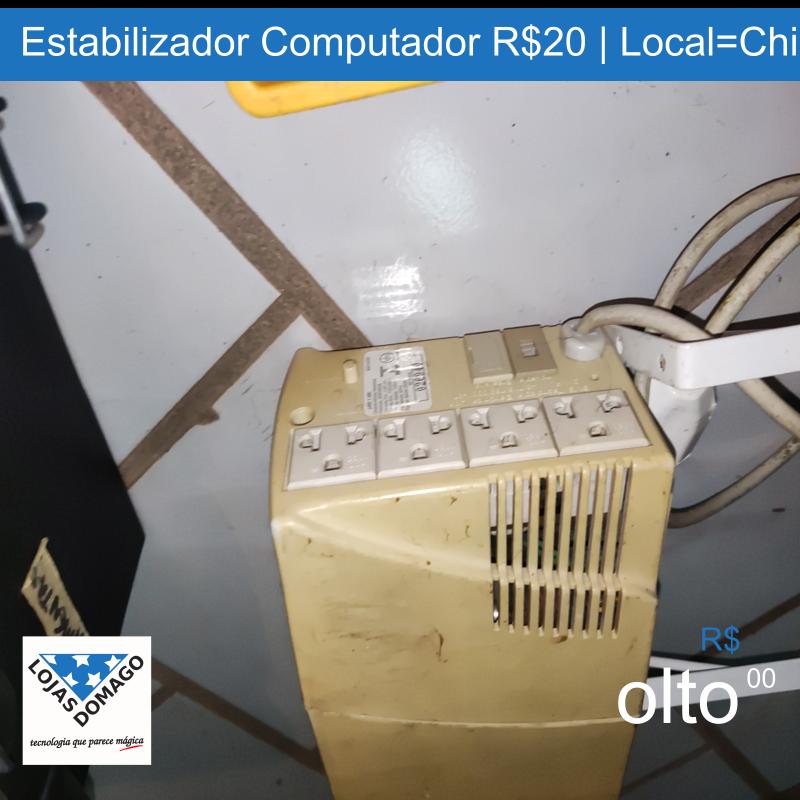 Estabilizador Computador R$20 | Local=Chi
R$
olto 00
LOJAS DOMAGO
tecnologia que parece mágica